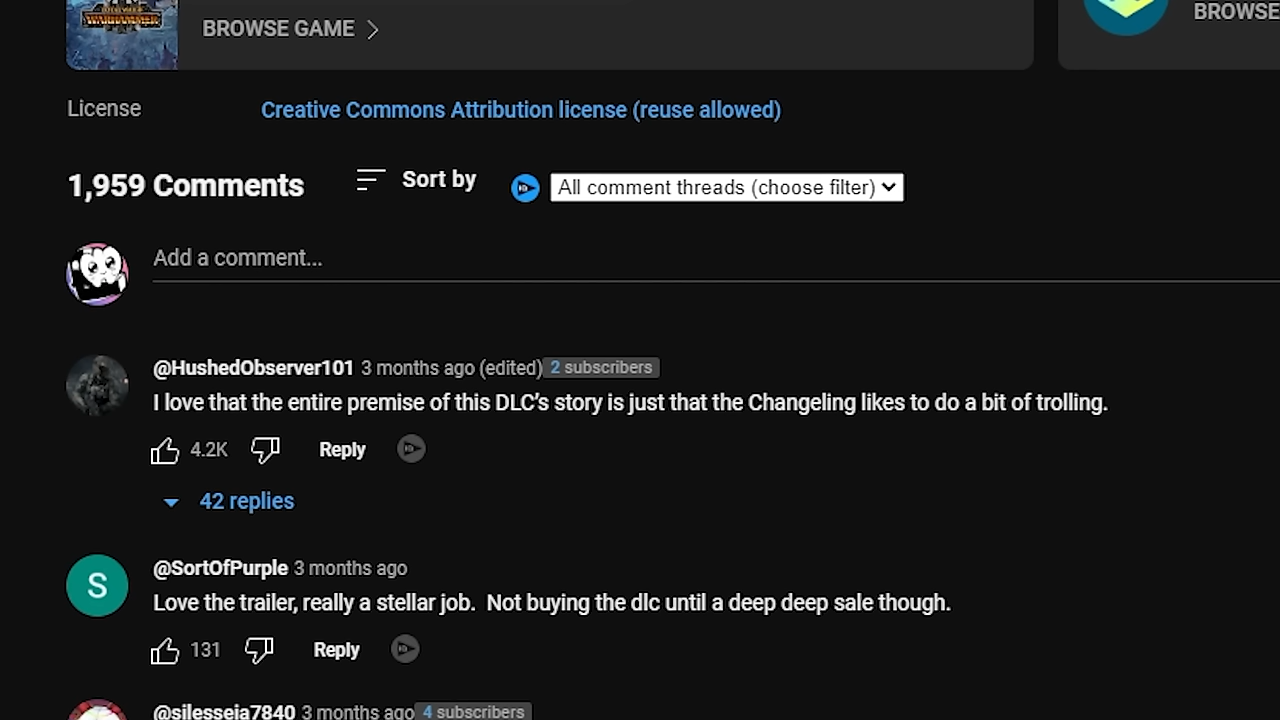 WARHAMMER
BROWSE GAME
BROWSE
License
Creative Commons Attribution license (reuse allowed)
1,959 Comments
Sort by
All comment threads (choose filter)
Add a comment...
@HushedObserver101 3 months ago (edited) 2 subscribers
I love that the entire premise of this DLC's story is just that the Changeling likes to do a bit of trolling.
4.2K
Reply
42 replies
S
@SortOfPurple 3 months ago
Love the trailer, really a stellar job.  Not buying the dlc until a deep deep sale though.
131
Reply
@silesseia7840 3 months ago 4 subscribers